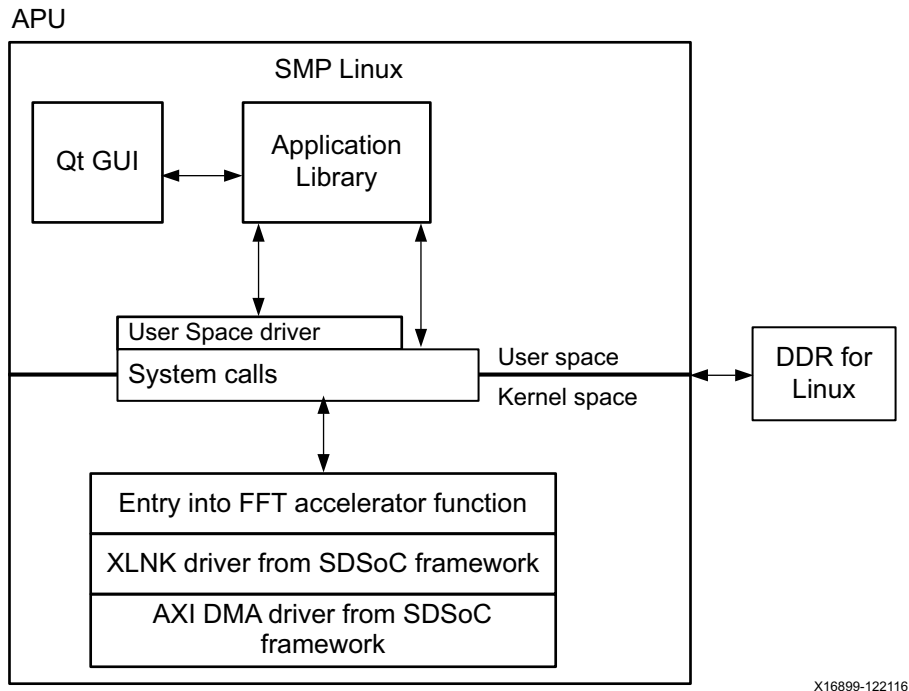 APU
SMP Linux
Qt GUI
Application
Library
User Space driver
System calls
User space
Kernel space
DDR for
Linux
Entry into FFT accelerator function
XLNK driver from SDSoC framework
AXI DMA driver from SDSoC
framework
X16899-122116